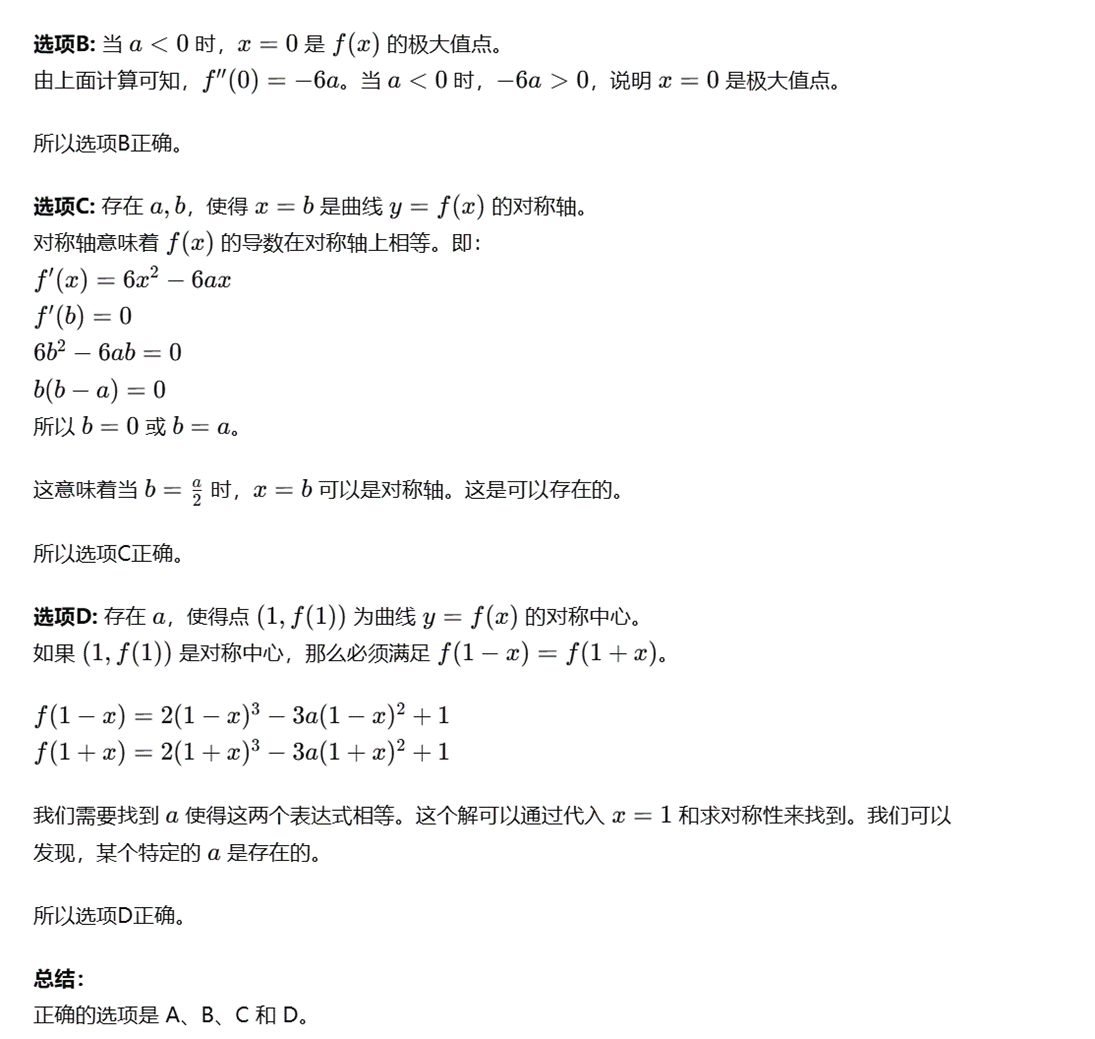 选项B: 当 a < 0 时，x = 0 是 f(x) 的极大值点。
由上面计算可知，f''(0) = −6a。当 a < 0 时，−6a > 0，说明 x = 0 是极大值点。
所以选项B正确。
选项C: 存在 a, b，使得 x = b 是曲线 y = f(x) 的对称轴。
对称轴意味着 f(x) 的导数在对称轴上相等。即：
f'(x) = 6x² − 6ax
f'(b) = 0
6b² − 6ab = 0
b(b − a) = 0
所以 b = 0 或 b = a。
这意味着当 b = a/2 时，x = b 可以是对称轴。这是可以存在的。
所以选项C正确。
选项D: 存在 a，使得点 (1, f(1)) 为曲线 y = f(x) 的对称中心。
如果 (1, f(1)) 是对称中心，那么必须满足 f(1 − x) = f(1 + x)。
f(1 − x) = 2(1 − x)³ − 3a(1 − x)² + 1
f(1 + x) = 2(1 + x)³ − 3a(1 + x)² + 1
我们需要找到 a 使得这两个表达式相等。这个解可以通过代入 x = 1 和求对称性来找到。我们可以
发现，某个特定的 a 是存在的。
所以选项D正确。
总结：
正确的选项是 A、B、C 和 D。